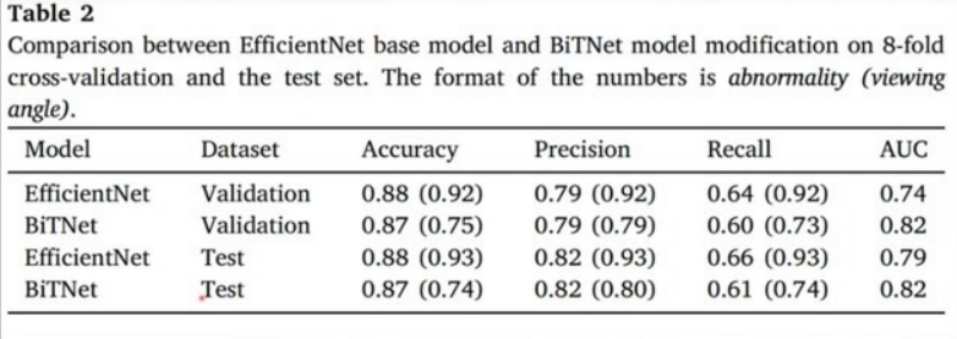 Table 2
Comparison between EfficientNet base model and BiTNet model modification on 8-fold
cross-validation and the test set. The format of the numbers is abnormality (viewing
angle).
Model Dataset Accuracy Precision Recall AUC
EfficientNet Validation 0.88 (0.92) 0.79 (0.92) 0.64 (0.92) 0.74
BiTNet Validation 0.87 (0.75) 0.79 (0.79) 0.60 (0.73) 0.82
EfficientNet Test 0.88 (0.93) 0.82 (0.93) 0.66 (0.93) 0.79
BiTNet Test 0.87 (0.74) 0.82 (0.80) 0.61 (0.74) 0.82